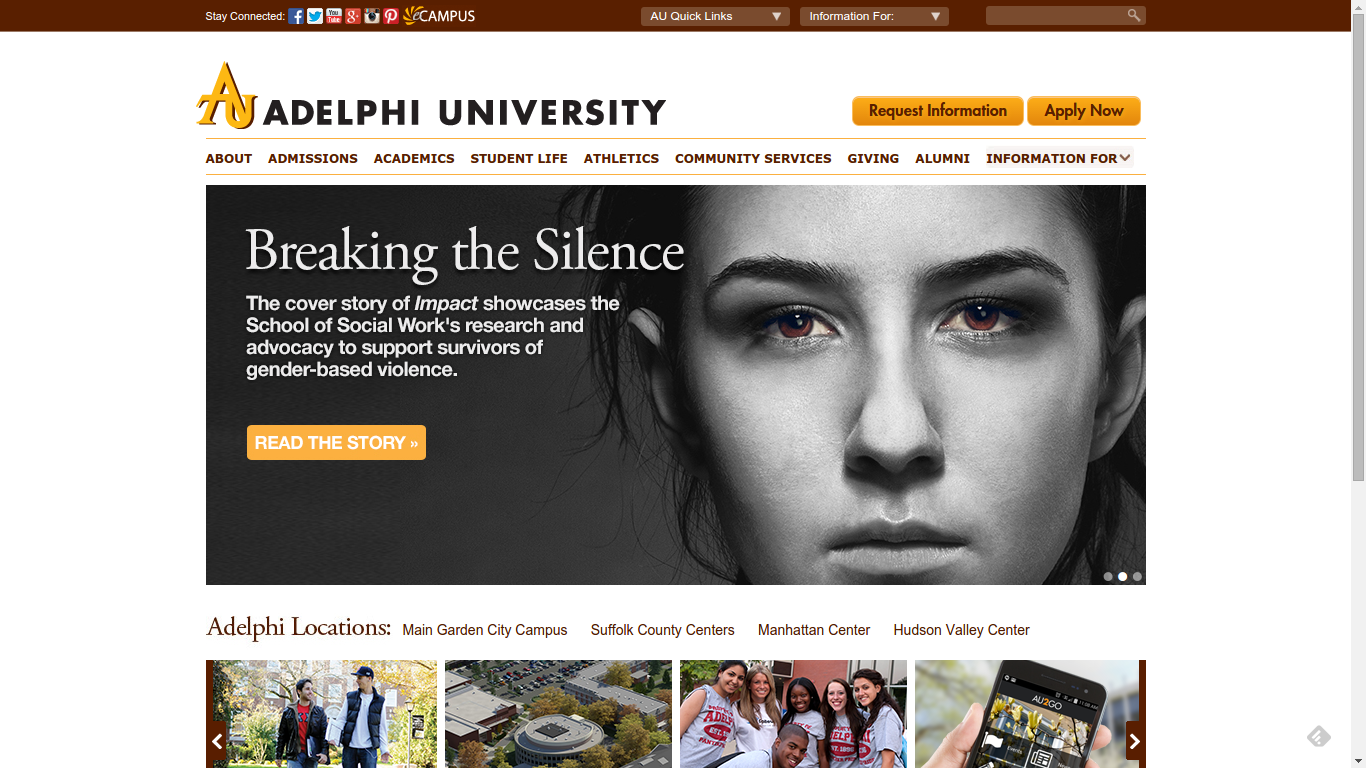 Stay Connected: eCAMPUS
AU Quick Links
Information For:
AU ADELPHI UNIVERSITY
Request Information
Apply Now
ABOUT ADMISSIONS ACADEMICS STUDENT LIFE ATHLETICS COMMUNITY SERVICES GIVING ALUMNI INFORMATION FOR
Breaking the Silence
The cover story of Impact showcases the
School of Social Work's research and
advocacy to support survivors of
gender-based violence.
READ THE STORY »
Adelphi Locations: Main Garden City Campus Suffolk County Centers Manhattan Center Hudson Valley Center
AU2GO
Events